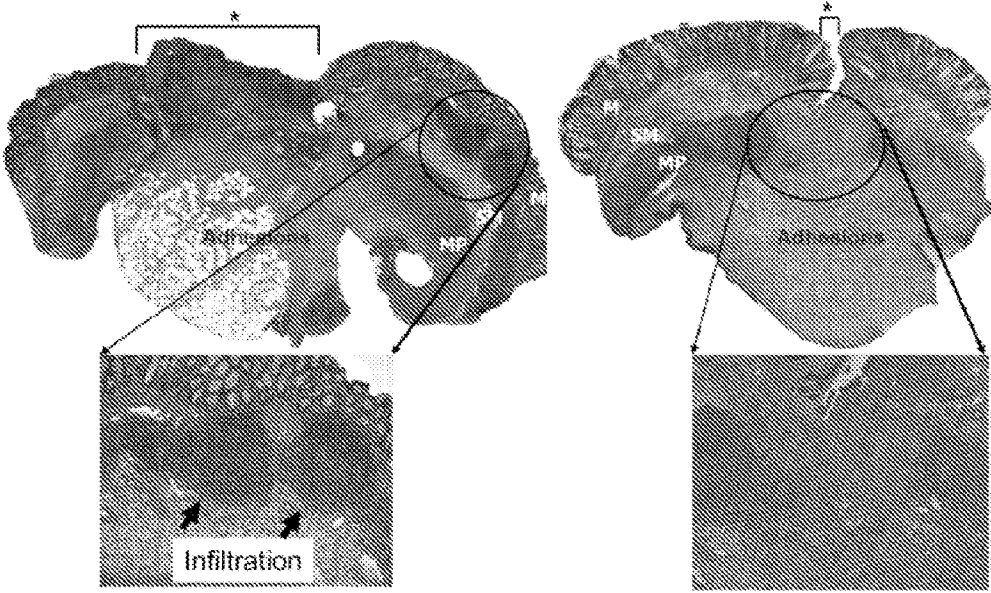 *
*
M
SM
MP
M
SM
MP
Adhesions
Adhesions
Infiltration